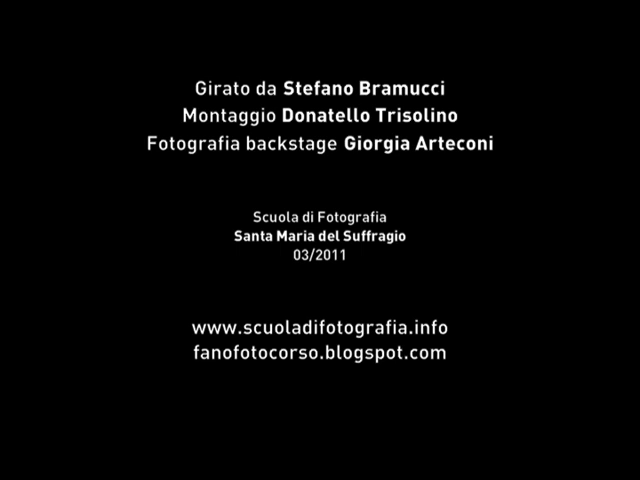 Girato da Stefano Bramucci
Montaggio Donatello Trisolino
Fotografia backstage Giorgia Arteconi
Scuola di Fotografia
Santa Maria del Suffragio
03/2011
www.scuoladifotografia.info
fanofotocorso.blogspot.com